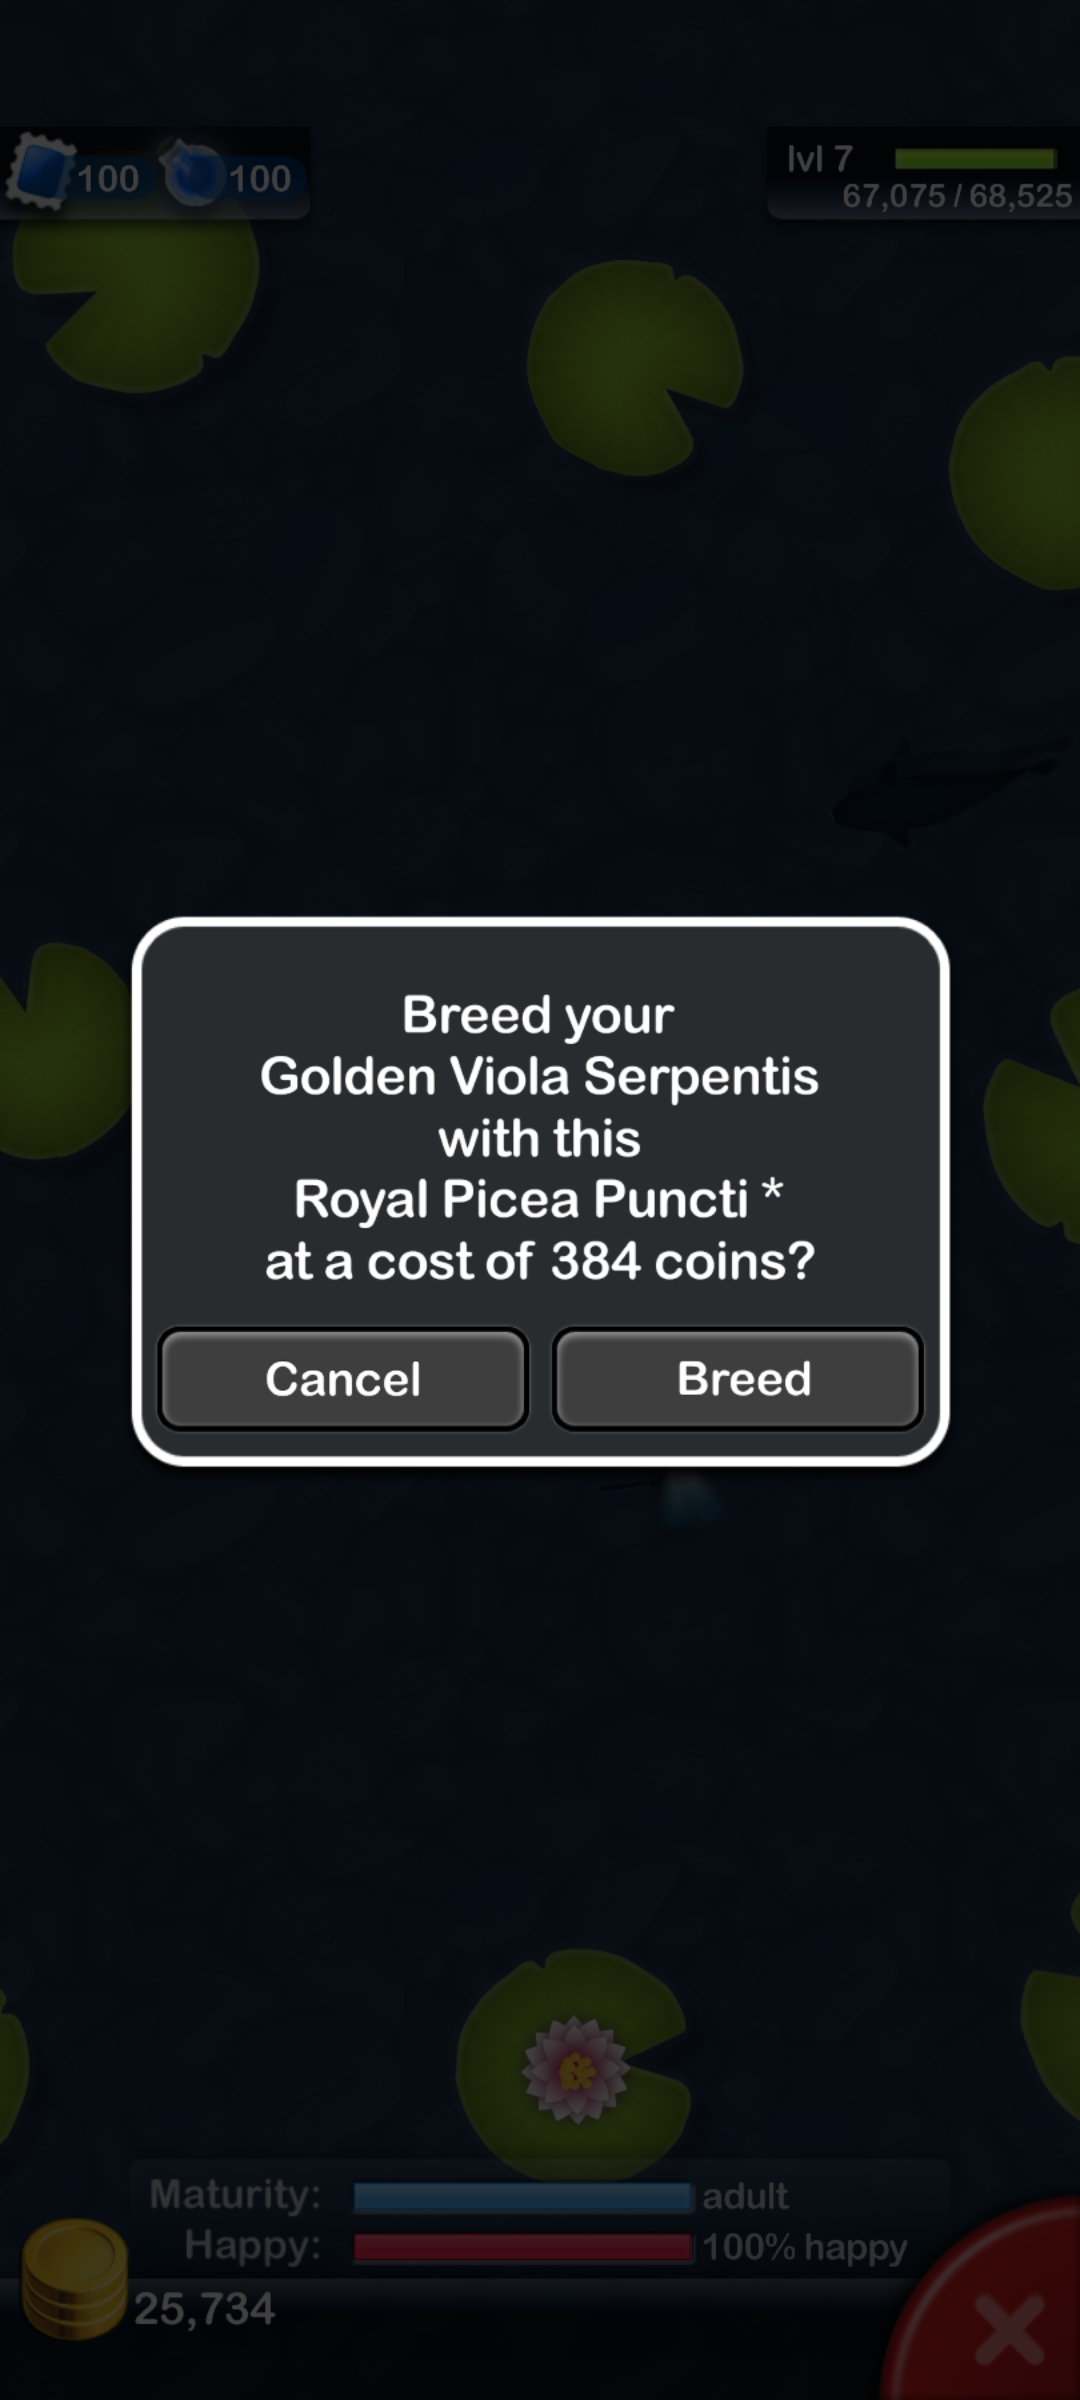 100 100
lvl 7
67,075 / 68,525
Breed your
Golden Viola Serpentis
with this
Royal Picea Puncti *
at a cost of 384 coins?
Cancel Breed
Maturity: adult
Happy: 100% happy
25,734